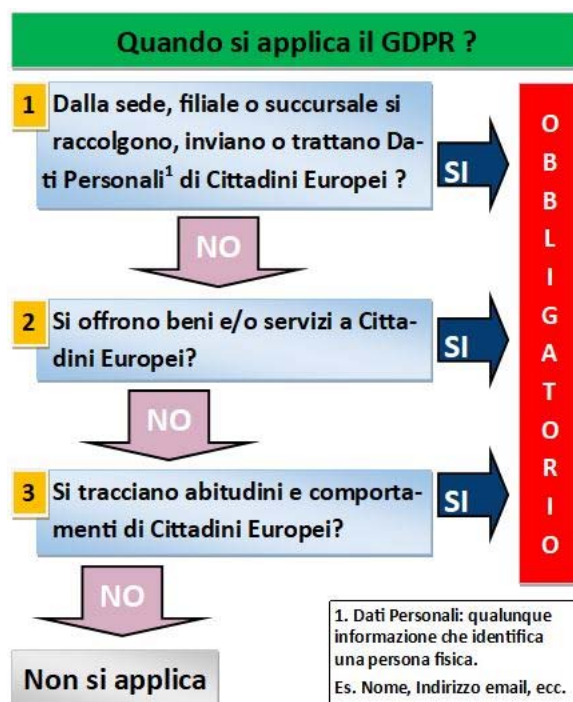 Quando si applica il GDPR ?
1
Dalla sede, filiale o succursale si
raccolgono, inviano o trattano Da-
ti Personali¹ di Cittadini Europei ?
SI
NO
2
Si offrono beni e/o servizi a Citta-
dini Europei?
SI
NO
3
Si tracciano abitudini e comporta-
menti di Cittadini Europei?
SI
NO
Non si applica
OBBLIGATORIO
1. Dati Personali: qualunque
informazione che identifica
una persona fisica.
Es. Nome, Indirizzo email, ecc.